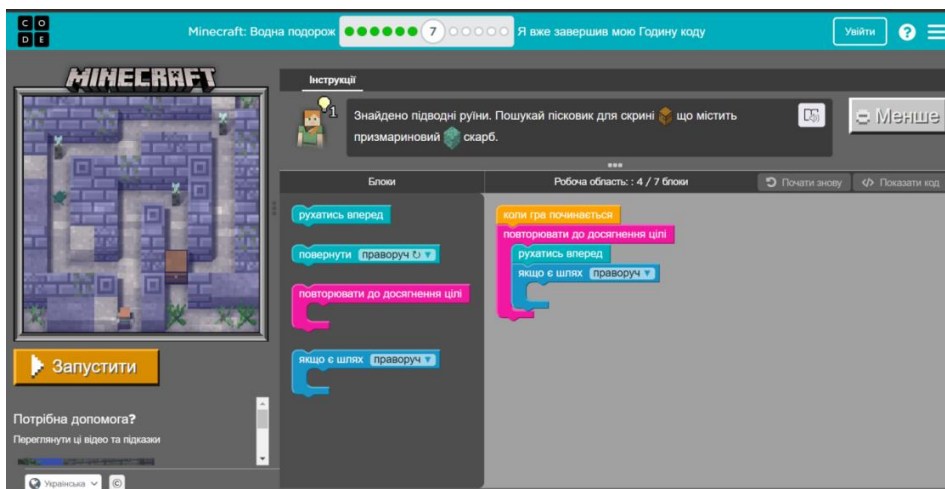 CODE
Minecraft: Водна подорож
7
Я вже завершив мою Годину коду
Увійти
?
MINECRAFT
Інструкції
1
Знайдено підводні руїни. Пошукай пісковик для скрині що містить
призмариновий скарб.
Менше
Блоки
Робоча область: : 4 / 7 блоки
Почати знову
Показати код
рухатись вперед
повернути праворуч
повторювати до досягнення цілі
якщо є шлях праворуч
коли гра починається
повторювати до досягнення цілі
рухатись вперед
якщо є шлях праворуч
Запустити
Потрібна допомога?
Переглянути ці відео та підказки
Українська
©